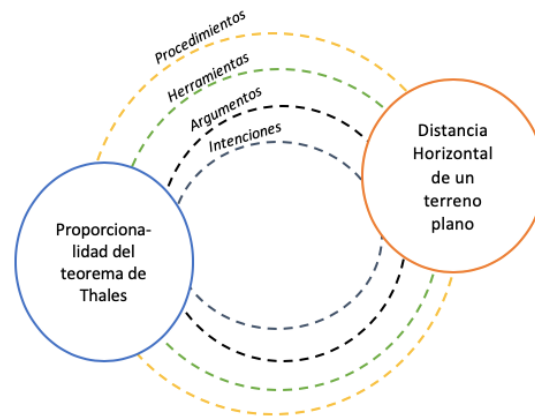 Procedimientos
Herramientas
Argumentos
Intenciones
Proporciona-
lidad del
teorema de
Thales
Distancia
Horizontal
de un
terreno
plano